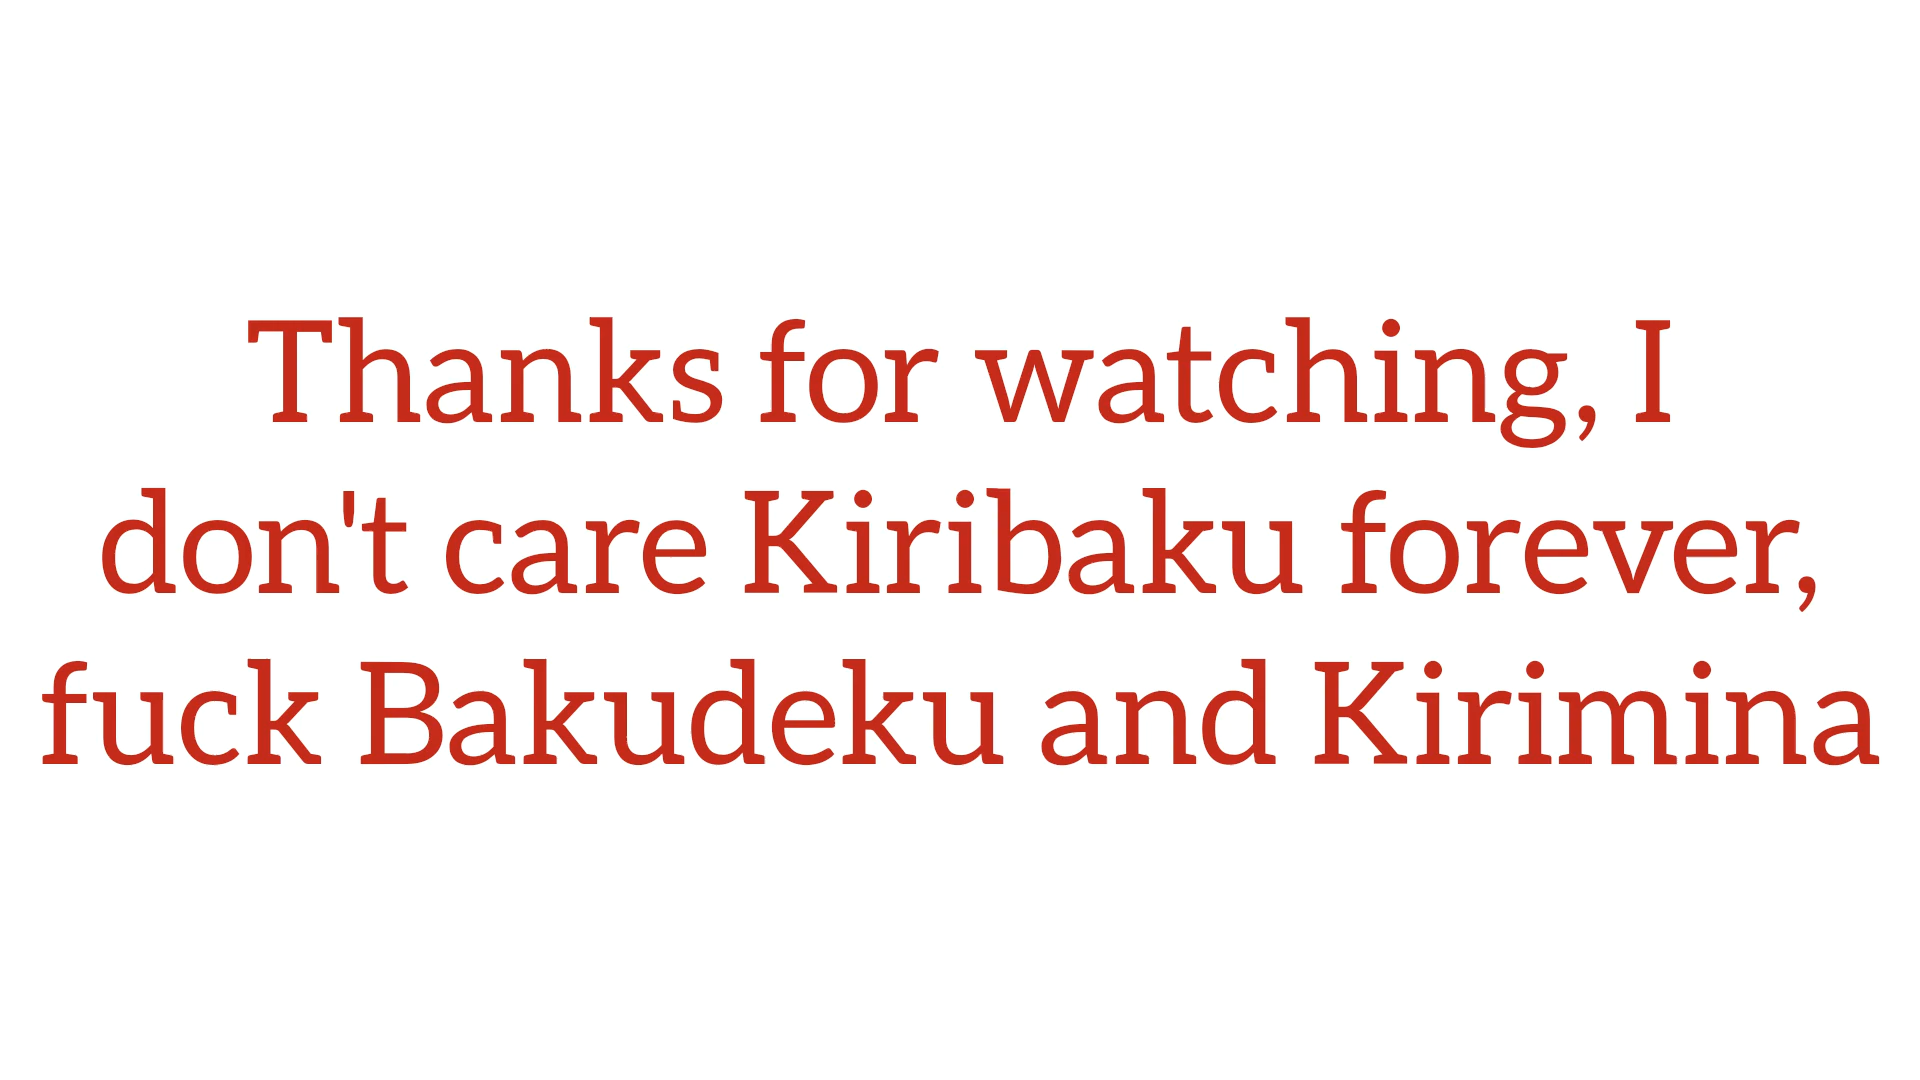 Thanks for watching, I
don't care Kiribaku forever,
fuck Bakudeku and Kirimina